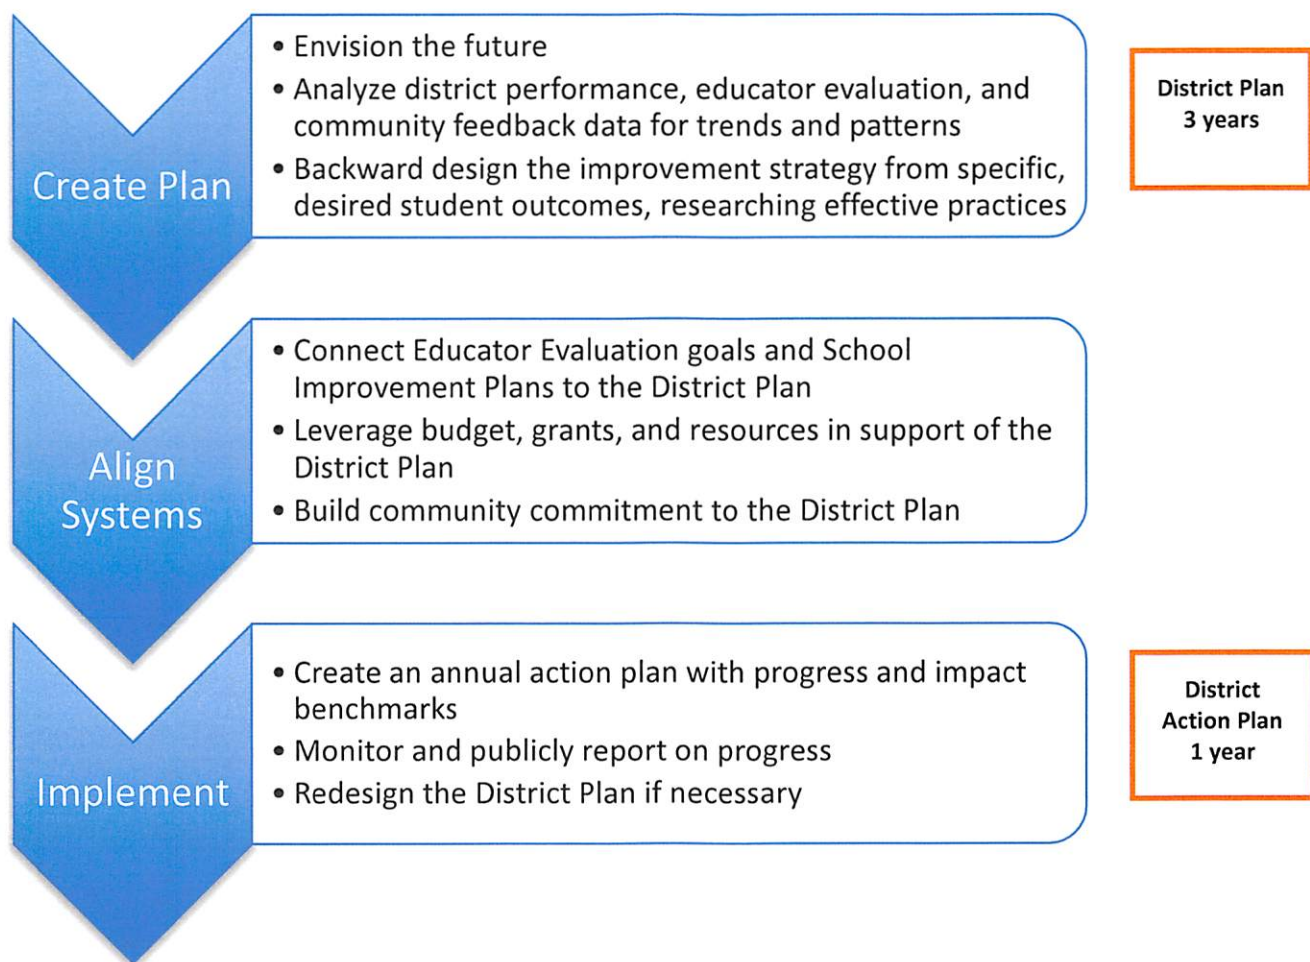 Create Plan
• Envision the future
• Analyze district performance, educator evaluation, and
community feedback data for trends and patterns
• Backward design the improvement strategy from specific,
desired student outcomes, researching effective practices
District Plan
3 years
Align
Systems
• Connect Educator Evaluation goals and School
Improvement Plans to the District Plan
• Leverage budget, grants, and resources in support of the
District Plan
• Build community commitment to the District Plan
Implement
• Create an annual action plan with progress and impact
benchmarks
• Monitor and publicly report on progress
• Redesign the District Plan if necessary
District
Action Plan
1 year